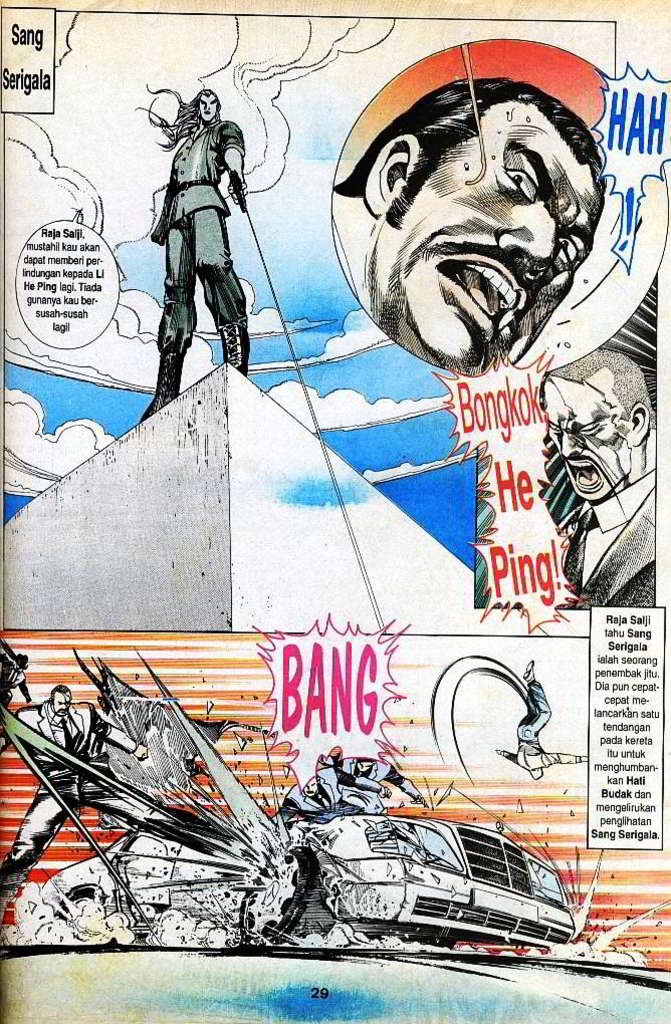 Sang
Serigala
HAH
!
Raja Salji,
mustahil kau akan
dapat memberi per-
lindungan kepada LI
He Ping lagi. Tiada
gunanya kau ber-
susah-susah
lagi!
Bongkok,
He
Ping!
BANG
Raja Salji
tahu Sang
Serigala
ialah seorang
penembak jitu.
Dia pun cepat-
cepat me-
lancarkan satu
tendangan
pada kereta
itu untuk
menghumban-
kan Hati
Budak dan
mengelirukan
penglihatan
Sang Serigala.
29